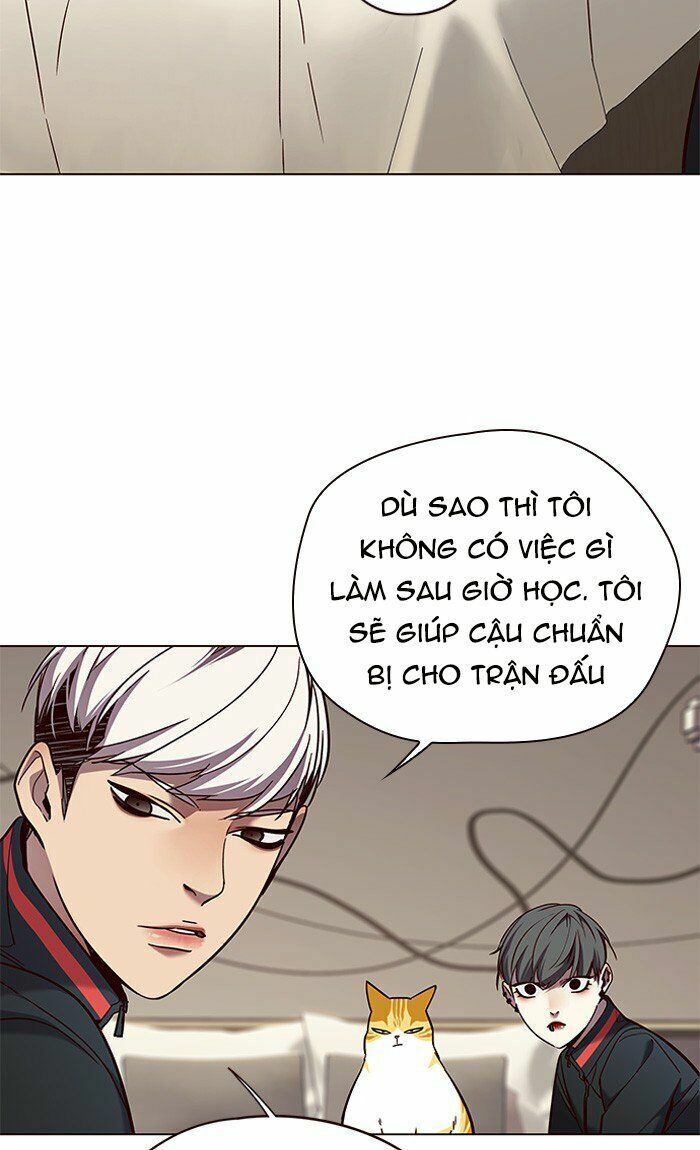 DÙ SAO THÌ TÔI
KHÔNG CÓ VIỆC GÌ
LÀM SAU GIỜ HỌC. TÔI
SẼ GIÚP CẬU CHUẨN
BỊ CHO TRẬN ĐẤU